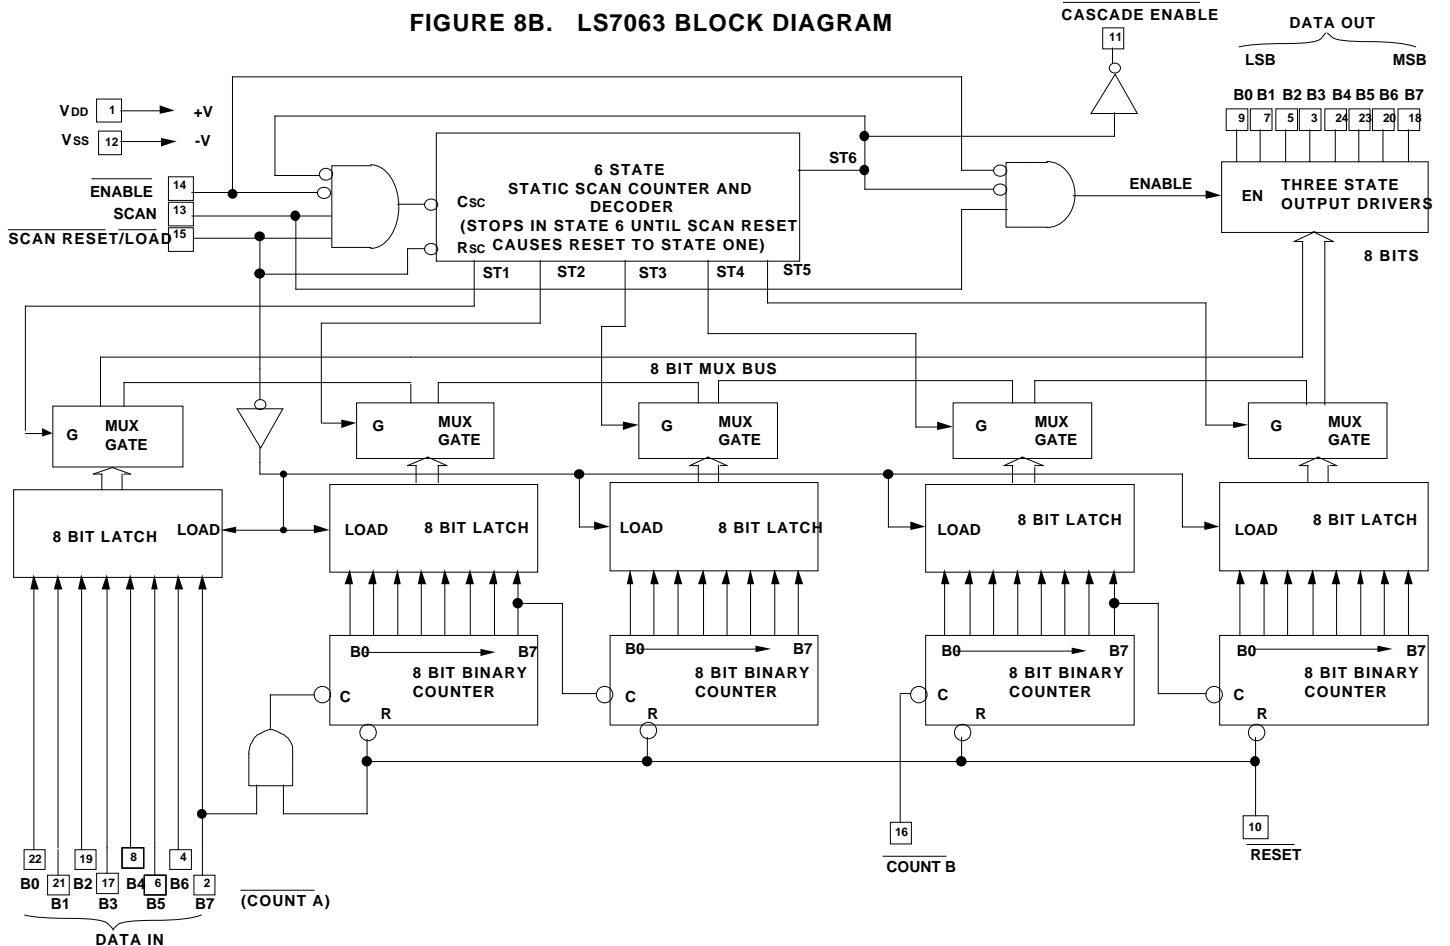 FIGURE 8B. LS7063 BLOCK DIAGRAM
CASCADE ENABLE
11
DATA OUT
LSB MSB
B0 B1 B2 B3 B4 B5 B6 B7
9 7 5 3 24 23 20 18
VDD 1 +V
VSS 12 -V
ENABLE 14
SCAN 13
SCAN RESET/LOAD 15
6 STATE
STATIC SCAN COUNTER AND
DECODER
(STOPS IN STATE 6 UNTIL SCAN RESET
CAUSES RESET TO STATE ONE)
CSC
RSC
ST6
ST1 ST2 ST3 ST4 ST5
ENABLE
EN
THREE STATE
OUTPUT DRIVERS
8 BITS
8 BIT MUX BUS
G MUX GATE
G MUX GATE
G MUX GATE
G MUX GATE
G MUX GATE
8 BIT LATCH LOAD
LOAD 8 BIT LATCH
LOAD 8 BIT LATCH
LOAD 8 BIT LATCH
LOAD 8 BIT LATCH
B0 B7
8 BIT BINARY
COUNTER
C
R
B0 B7
8 BIT BINARY
COUNTER
C
R
B0 B7
8 BIT BINARY
COUNTER
C
R
B0 B7
8 BIT BINARY
COUNTER
C
R
22 19 8 4
B0 21 B2 17 B4 6 B6 2
B1 B3 B5 B7
(COUNT A)
DATA IN
16
COUNT B
10
RESET